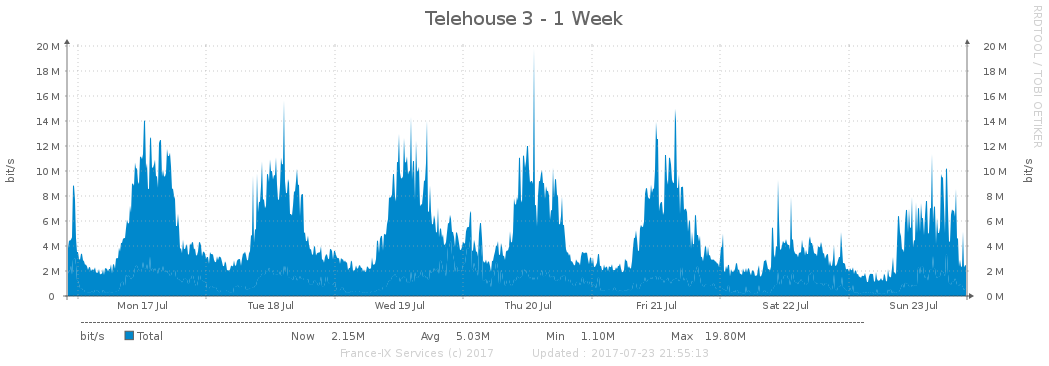 Telehouse 3 - 1 Week
RRDTOOL / TOBI OETIKER
bit/s
20 M 20 M
18 M 18 M
16 M 16 M
14 M 14 M
12 M 12 M
10 M 10 M
8 M 8 M
6 M 6 M
4 M 4 M
2 M 2 M
0 0 M
bit/s
Mon 17 Jul Tue 18 Jul Wed 19 Jul Thu 20 Jul Fri 21 Jul Sat 22 Jul Sun 23 Jul
bit/s Total Now 2.15M Avg 5.03M Min 1.10M Max 19.80M
France-IX Services (c) 2017 Updated : 2017-07-23 21:55:13